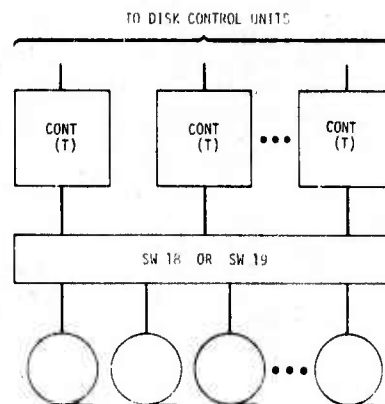 TO DISK CONTROL UNITS
CONT (T)
CONT (T)
CONT (T)
SW 18 OR SW 19